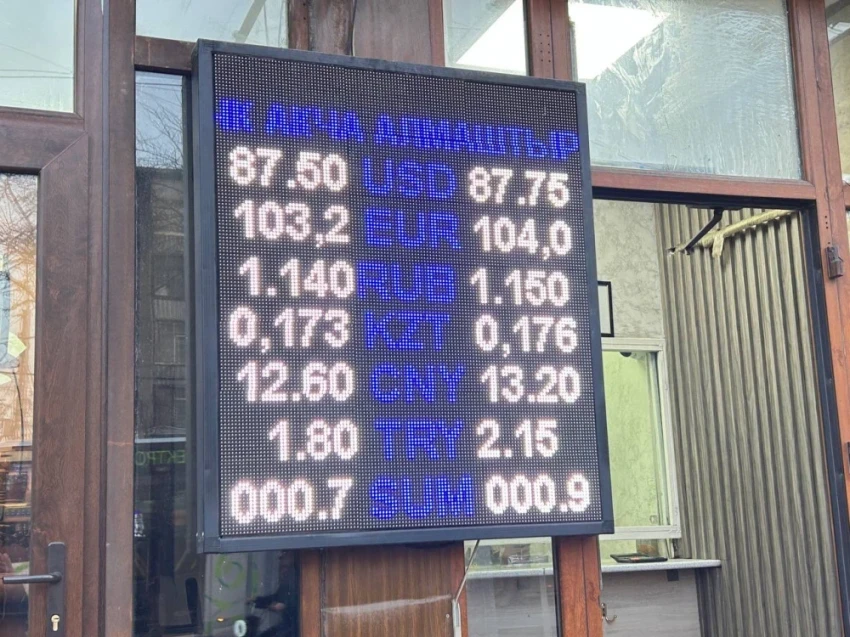 К АКЧА АЛМАШТЫР
87.50 USD 87.75
103,2 EUR 104,0
1.140 RUB 1.150
0,173 KZT 0,176
12.60 CNY 13.20
1.80 TRY 2.15
000.7 SUM 000.9